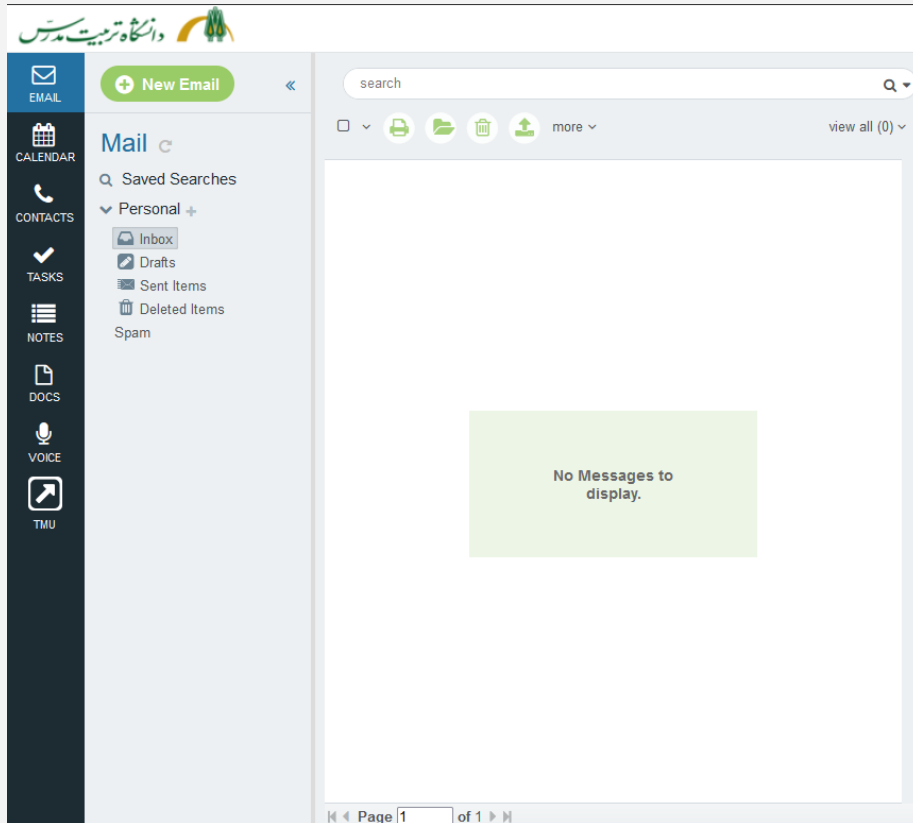 دانشگاه تربیت مدرس
EMAIL
CALENDAR
CONTACTS
TASKS
NOTES
DOCS
VOICE
TMU
New Email
«
Mail
Saved Searches
Personal +
Inbox
Drafts
Sent Items
Deleted Items
Spam
search
more
view all (0)
No Messages to
display.
Page 1 of 1